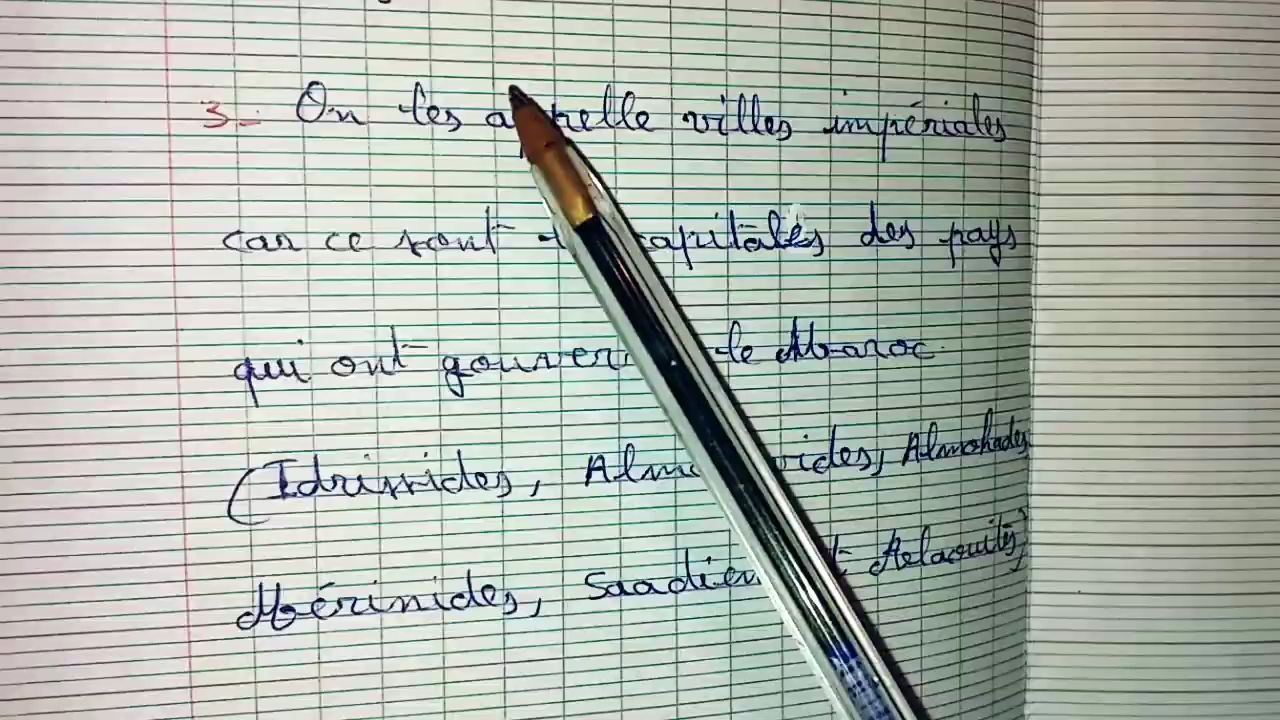 3- On les appelle villes impériales
car ce sont capitales des pays
qui ont le Maroc.
(Idrissides, Almohades
Mérinides, Alaouites)